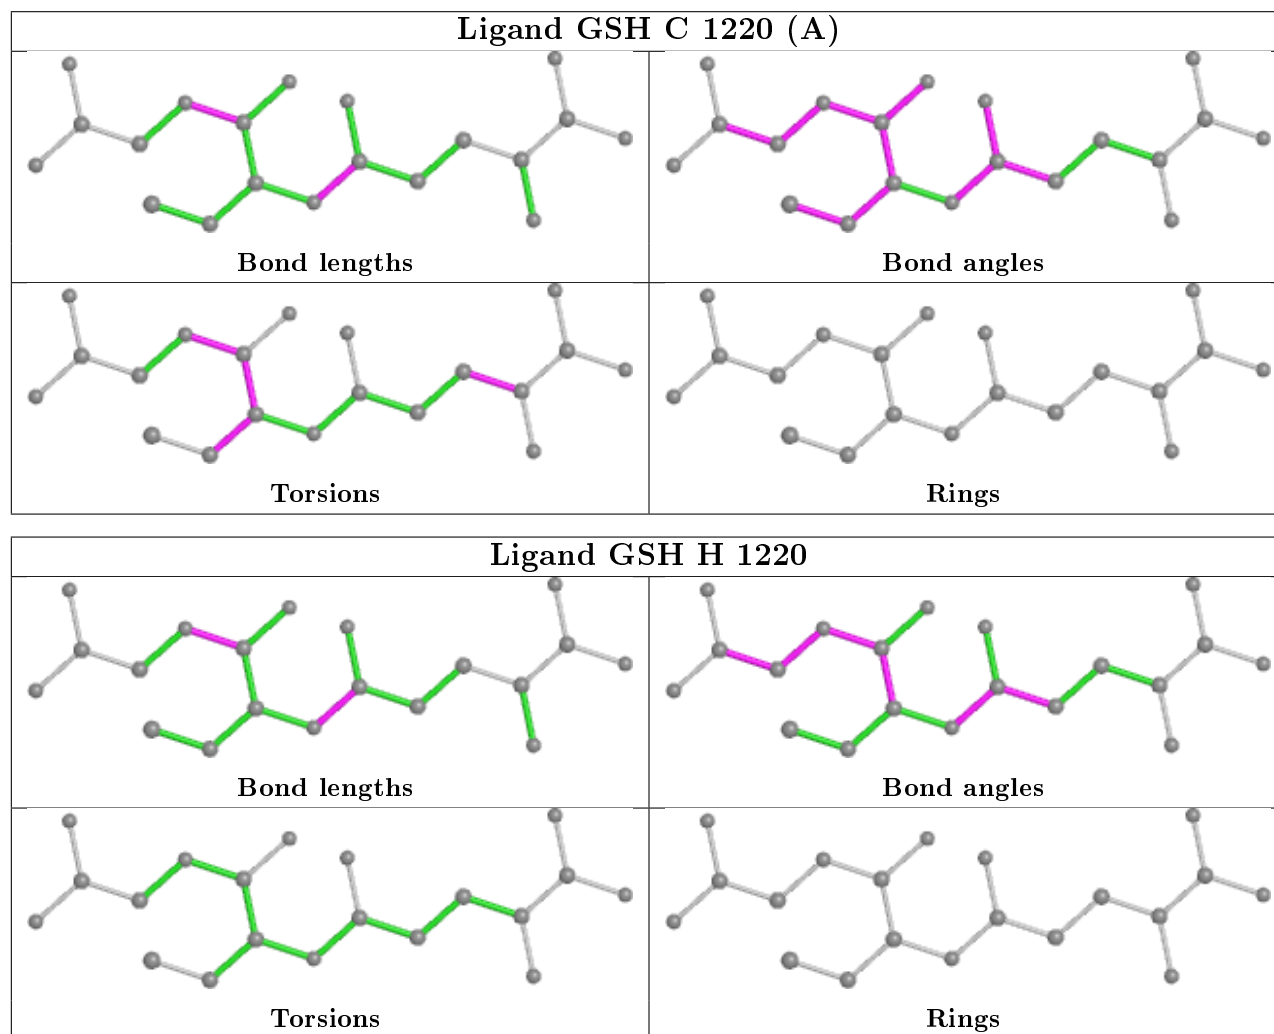 Ligand GSH C 1220 (A)
Bond lengths
Bond angles
Torsions
Rings
Ligand GSH H 1220
Bond lengths
Bond angles
Torsions
Rings